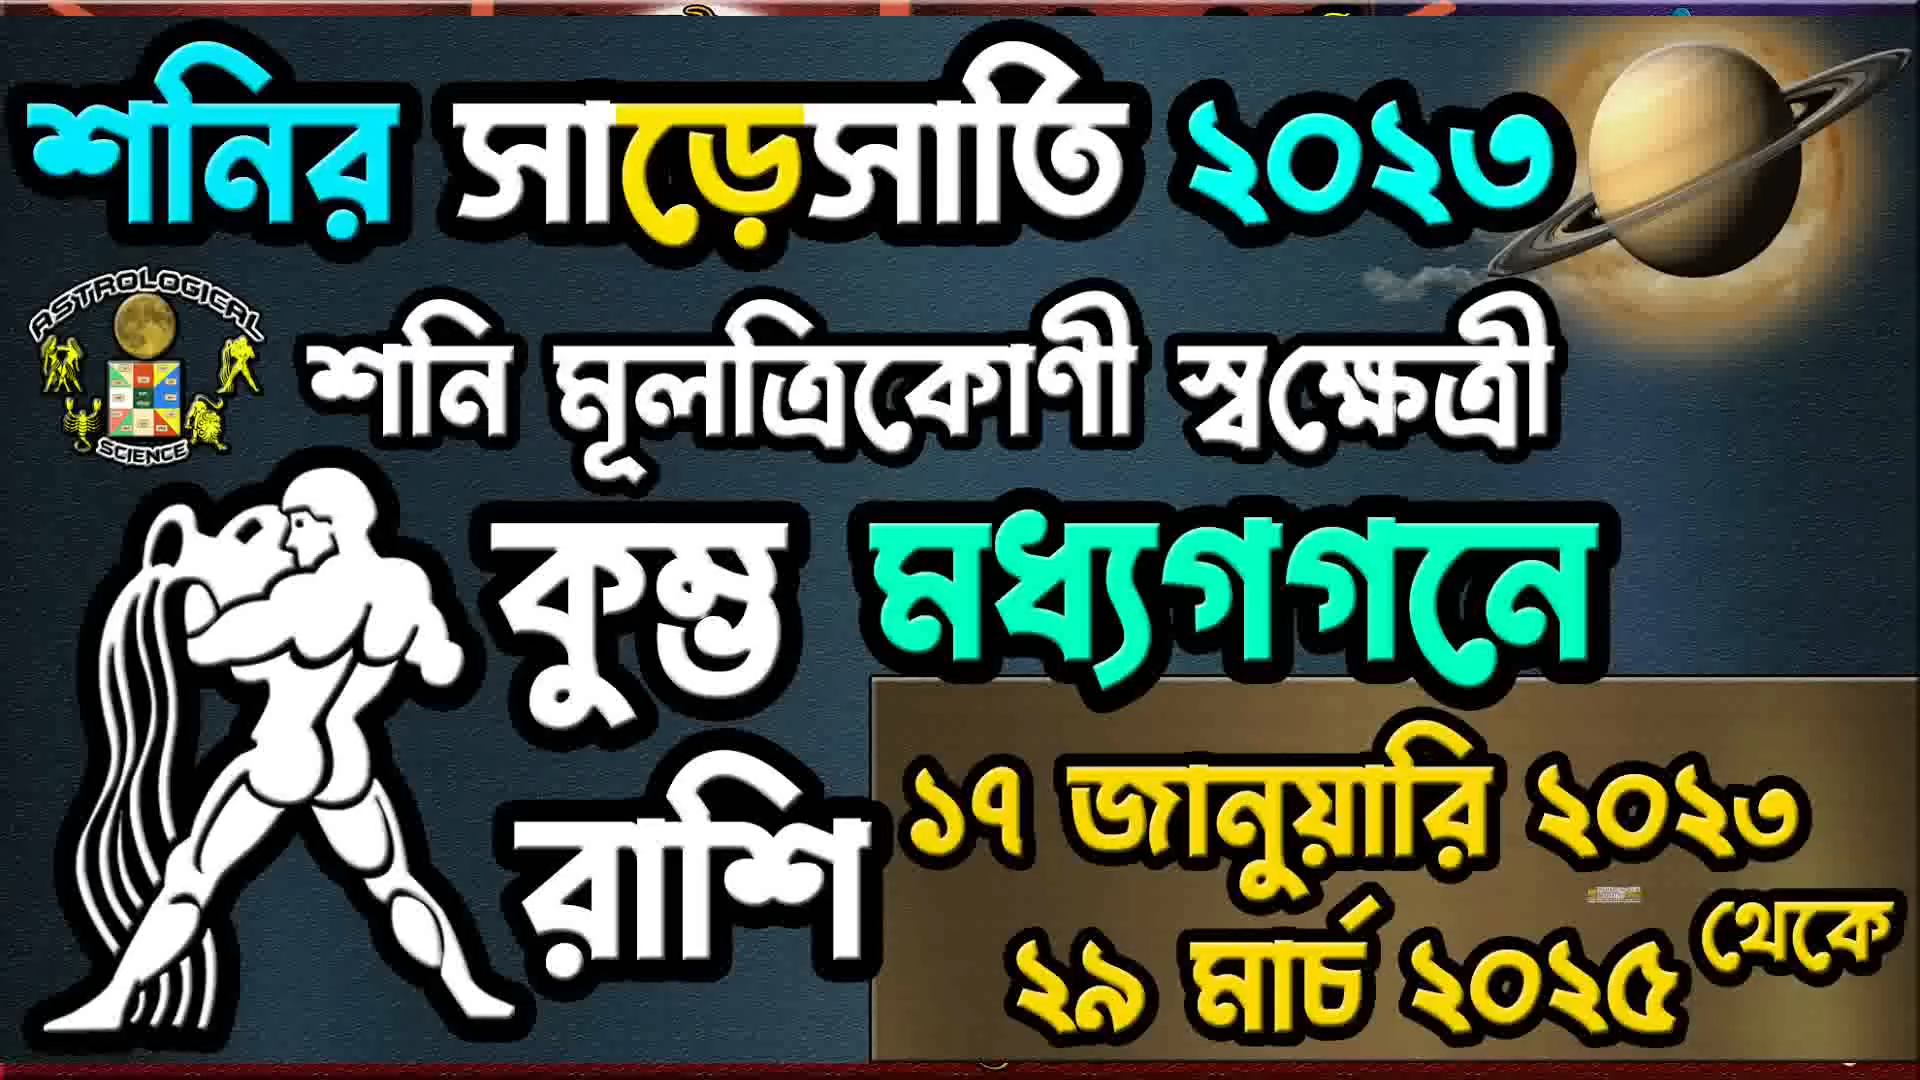 শনির সাড়েসাতি ২০২৩
ASTROLOGICAL
SCIENCE
শনি মূলত্রিকোণী স্বক্ষেত্রী
কুম্ভ মধ্যগগনে
রাশি
১৭ জানুয়ারি ২০২৩
থেকে
২৯ মার্চ ২০২৫